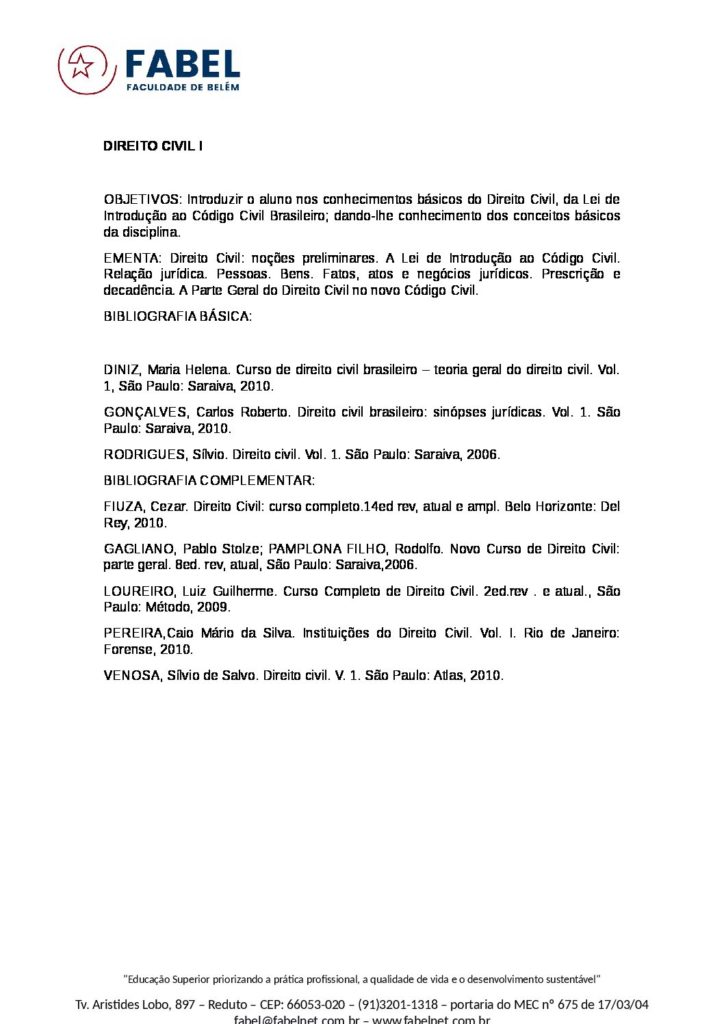 FABEL
FACULDADE DE BELÉM
DIREITO CIVIL I
OBJETIVOS: Introduzir o aluno nos conhecimentos básicos do Direito Civil, da Lei de
Introdução ao Código Civil Brasileiro; dando-lhe conhecimento dos conceitos básicos
da disciplina.
EMENTA: Direito Civil: noções preliminares. A Lei de Introdução ao Código Civil.
Relação jurídica. Pessoas. Bens. Fatos, atos e negócios jurídicos. Prescrição e
decadência. A Parte Geral do Direito Civil no novo Código Civil.
BIBLIOGRAFIA BÁSICA:
DINIZ, Maria Helena. Curso de direito civil brasileiro – teoria geral do direito civil. Vol.
1, São Paulo: Saraiva, 2010.
GONÇALVES, Carlos Roberto. Direito civil brasileiro: sinópses jurídicas. Vol. 1. São
Paulo: Saraiva, 2010.
RODRIGUES, Sílvio. Direito civil. Vol. 1. São Paulo: Saraiva, 2006.
BIBLIOGRAFIA COMPLEMENTAR:
FIUZA, Cezar. Direito Civil: curso completo.14ed rev, atual e ampl. Belo Horizonte: Del
Rey, 2010.
GAGLIANO, Pablo Stolze; PAMPLONA FILHO, Rodolfo. Novo Curso de Direito Civil:
parte geral. 8ed. rev, atual, São Paulo: Saraiva,2006.
LOUREIRO, Luiz Guilherme. Curso Completo de Direito Civil. 2ed.rev . e atual., São
Paulo: Método, 2009.
PEREIRA,Caio Mário da Silva. Instituições do Direito Civil. Vol. I. Rio de Janeiro:
Forense, 2010.
VENOSA, Sílvio de Salvo. Direito civil. V. 1. São Paulo: Atlas, 2010.
"Educação Superior priorizando a prática profissional, a qualidade de vida e o desenvolvimento sustentável"
Tv. Aristides Lobo, 897 – Reduto – CEP: 66053-020 – (91)3201-1318 – portaria do MEC nº 675 de 17/03/04
fabel@fabelnet.com.br – www.fabelnet.com.br